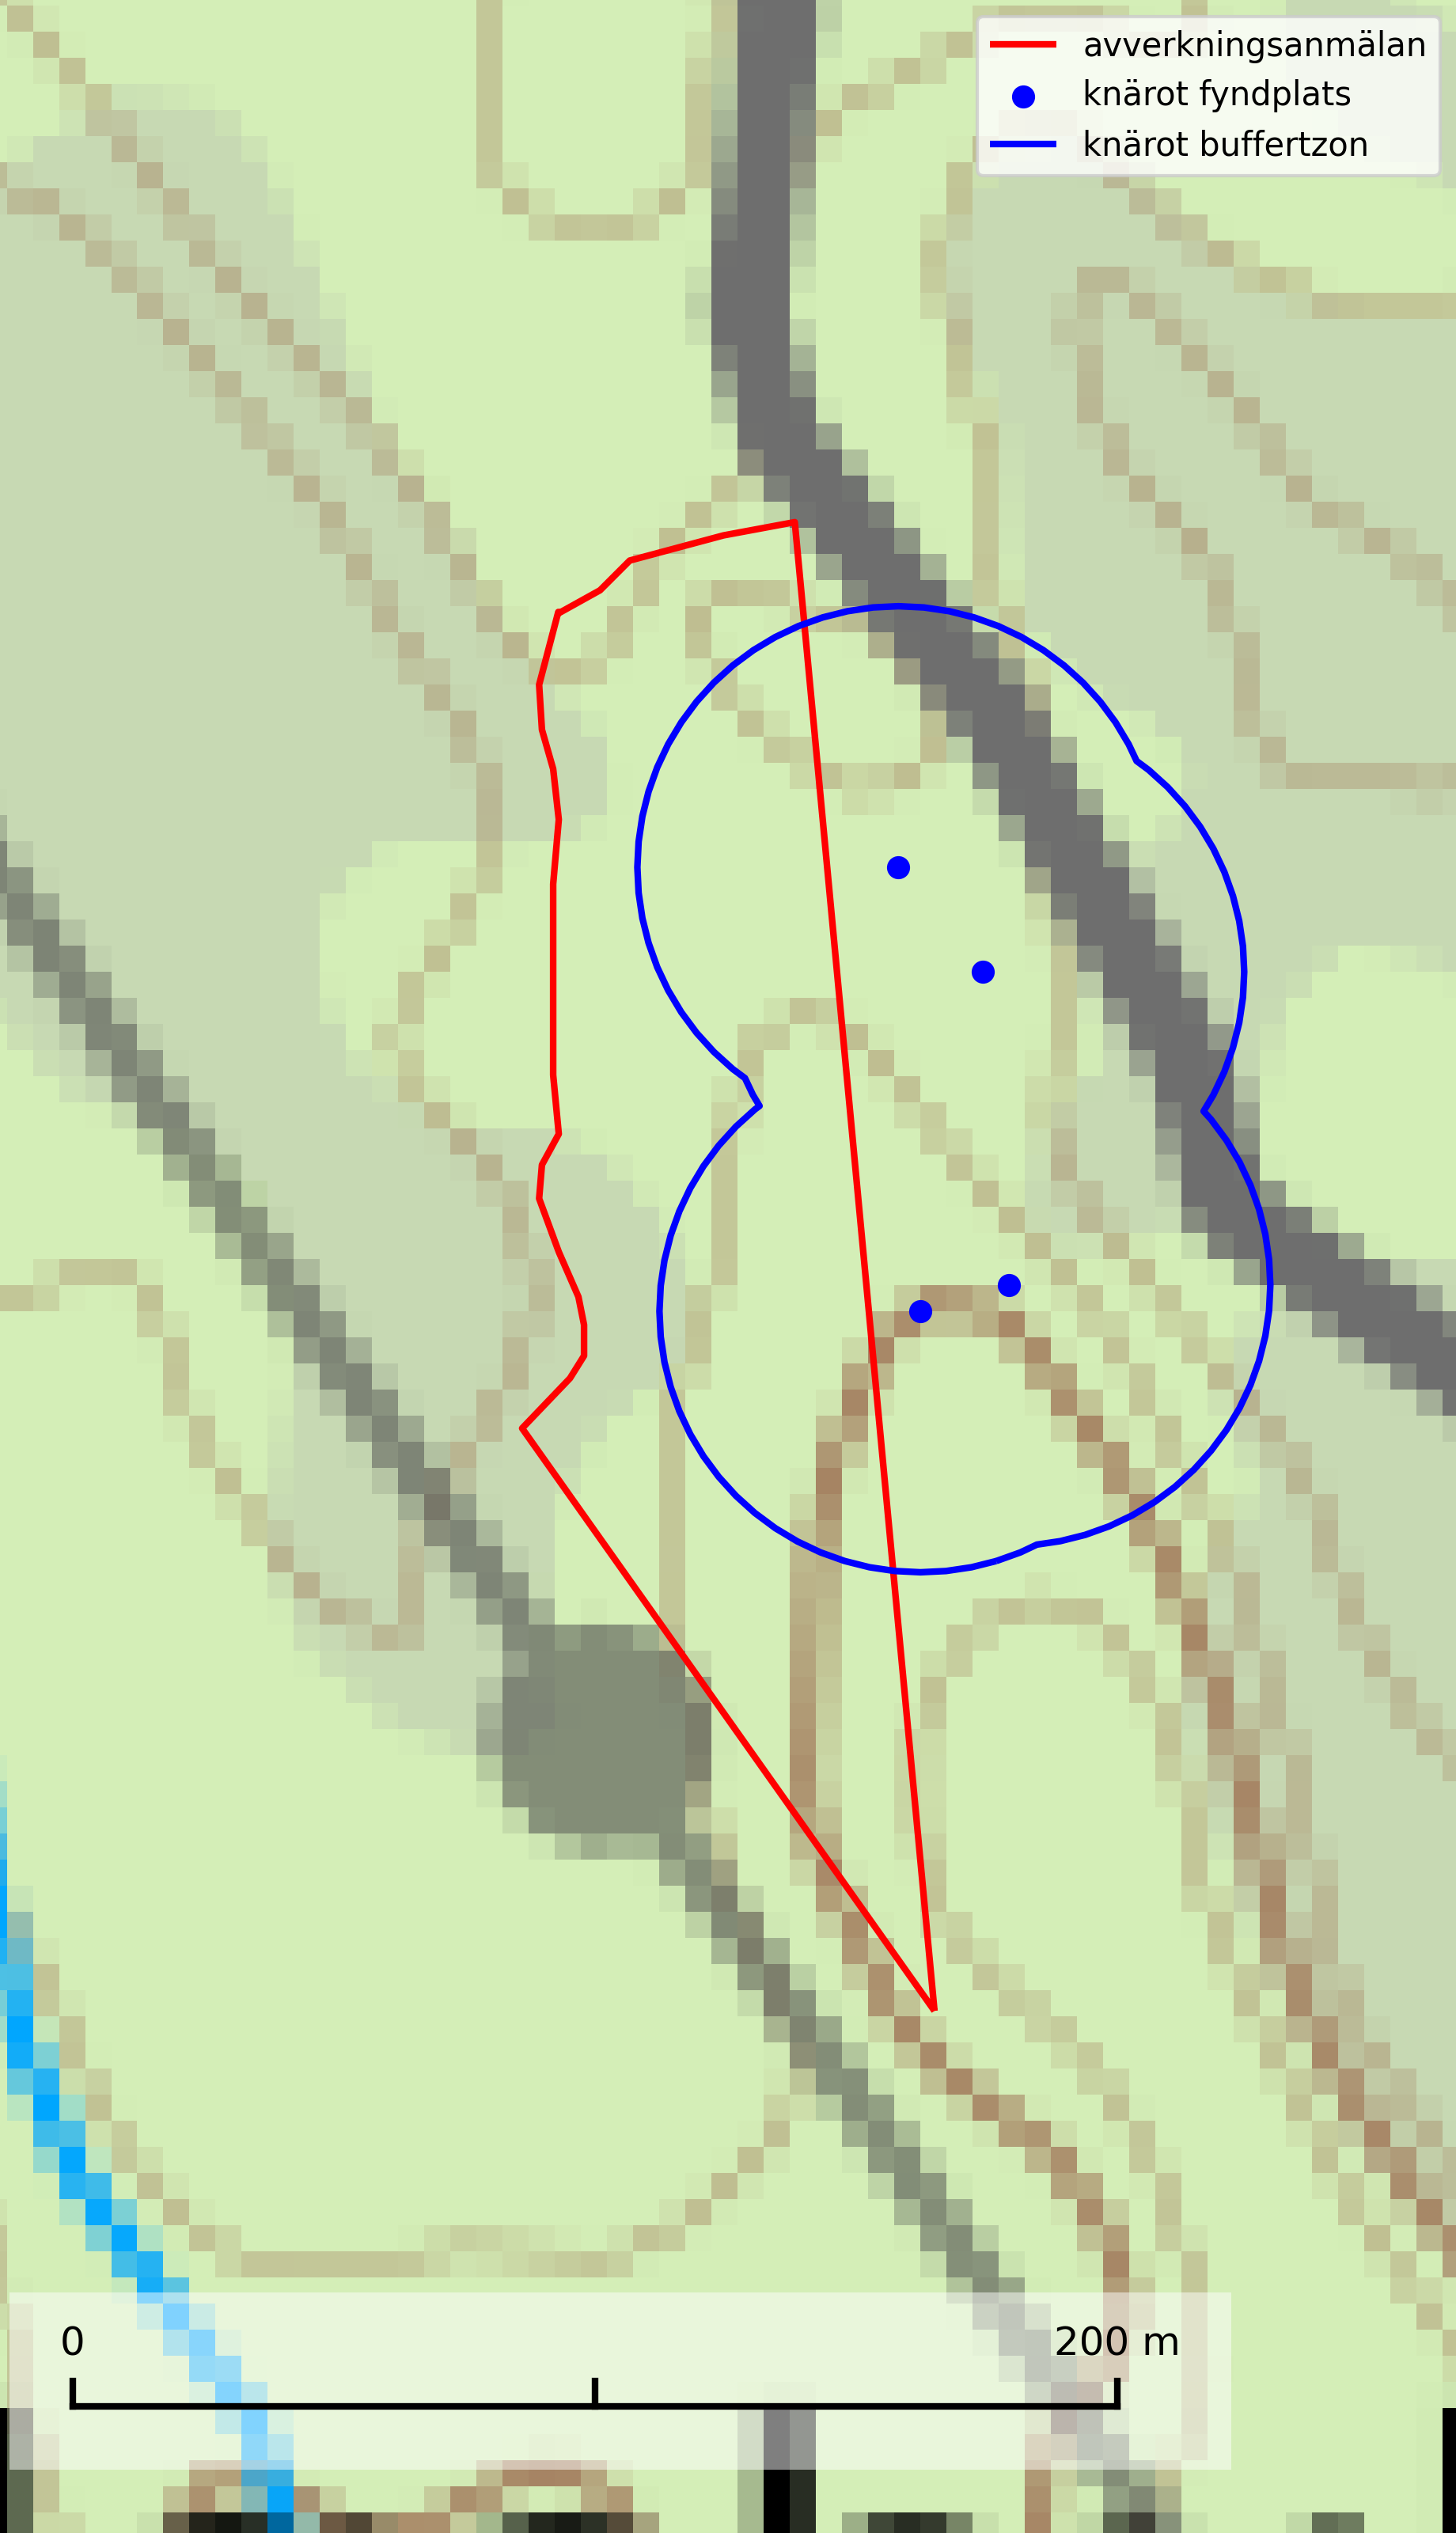 avverkningsanmälan
knärot fyndplats
knärot buffertzon
0
200 m